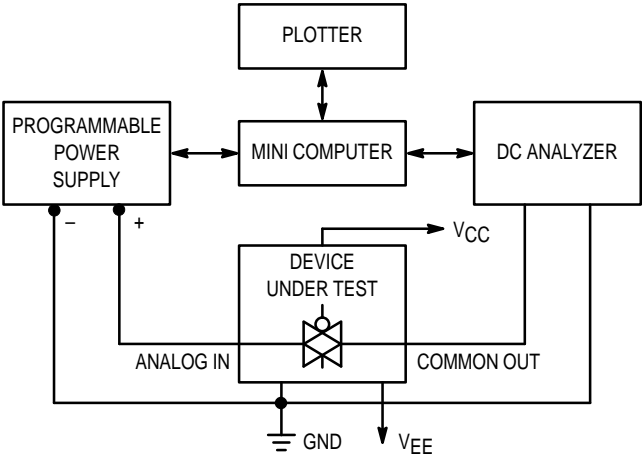 PLOTTER
PROGRAMMABLE
POWER
SUPPLY
MINI COMPUTER
DC ANALYZER
– +
VCC
DEVICE
UNDER TEST
ANALOG IN
COMMON OUT
GND
VEE